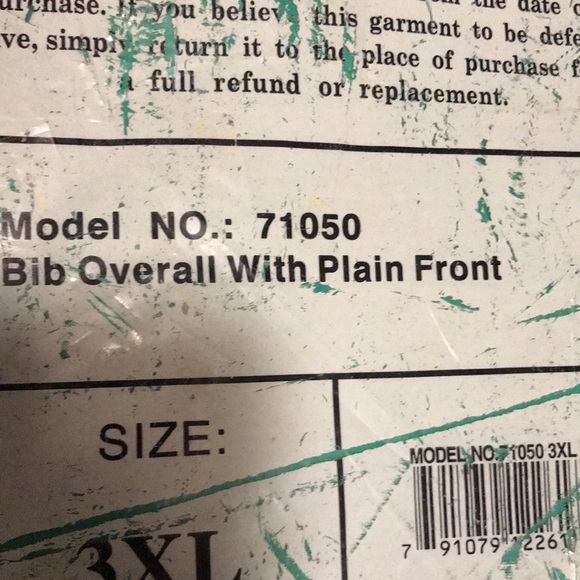 purchase. If you believe this garment to be defe
ve, simply return it to the place of purchase f
a full refund or replacement.
Model NO.: 71050
Bib Overall With Plain Front
SIZE:
MODEL NO:71050 3XL
3XL
7 91079 12261